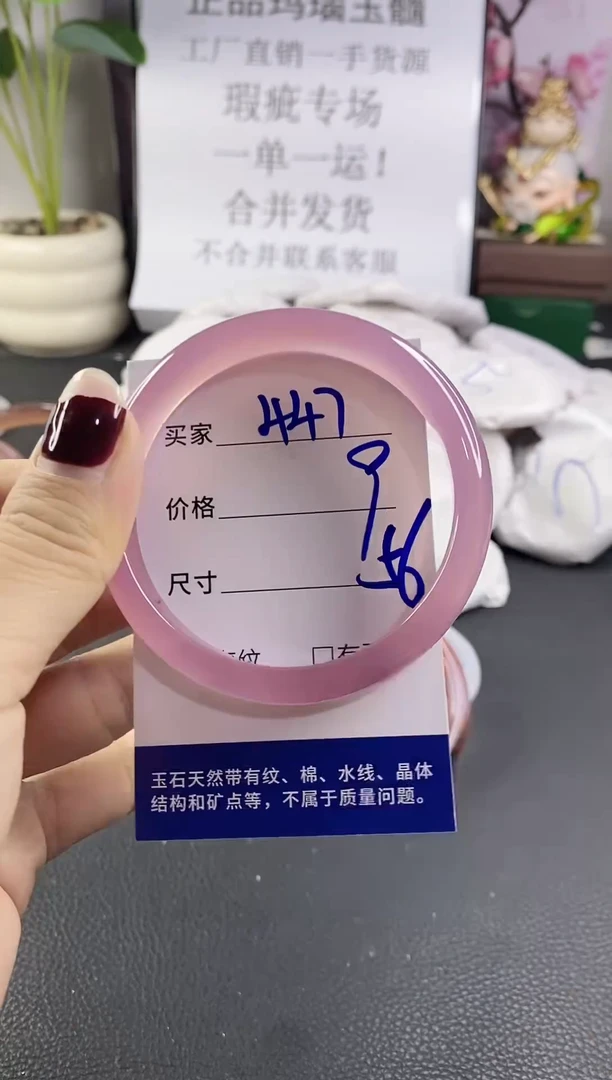 正品玛瑙玉髓
工厂直销一手货源
瑕疵专场
一单一运!
合并发货
不合并联系客服
买家 447
价格
尺寸 56
纹 □有
玉石天然带有纹、棉、水线、晶体
结构和矿点等，不属于质量问题。